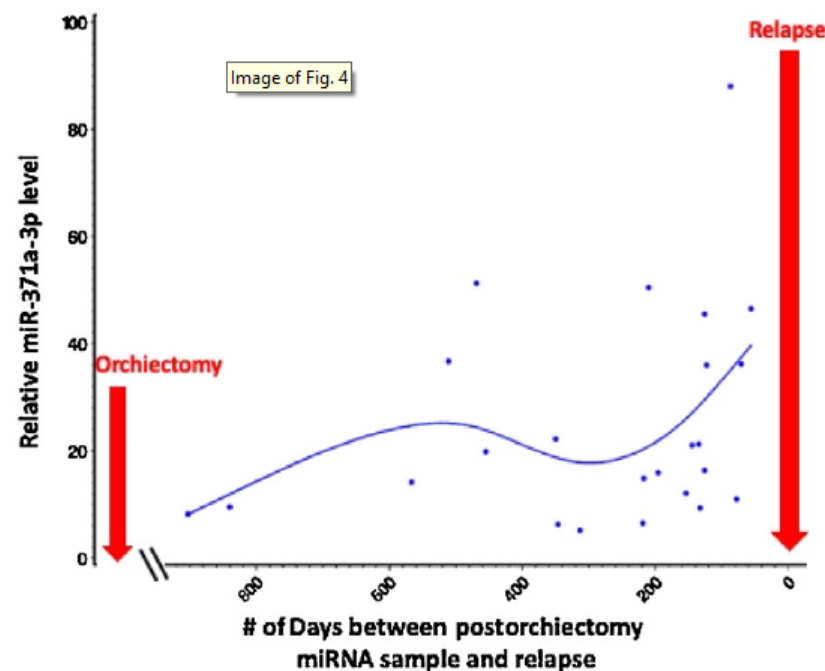 100
Relapse
Image of Fig. 4
80
60
40
Orchiectomy
20
0
Relative miR-371a-3p level
800 600 400 200 0
# of Days between postorchiectomy
miRNA sample and relapse